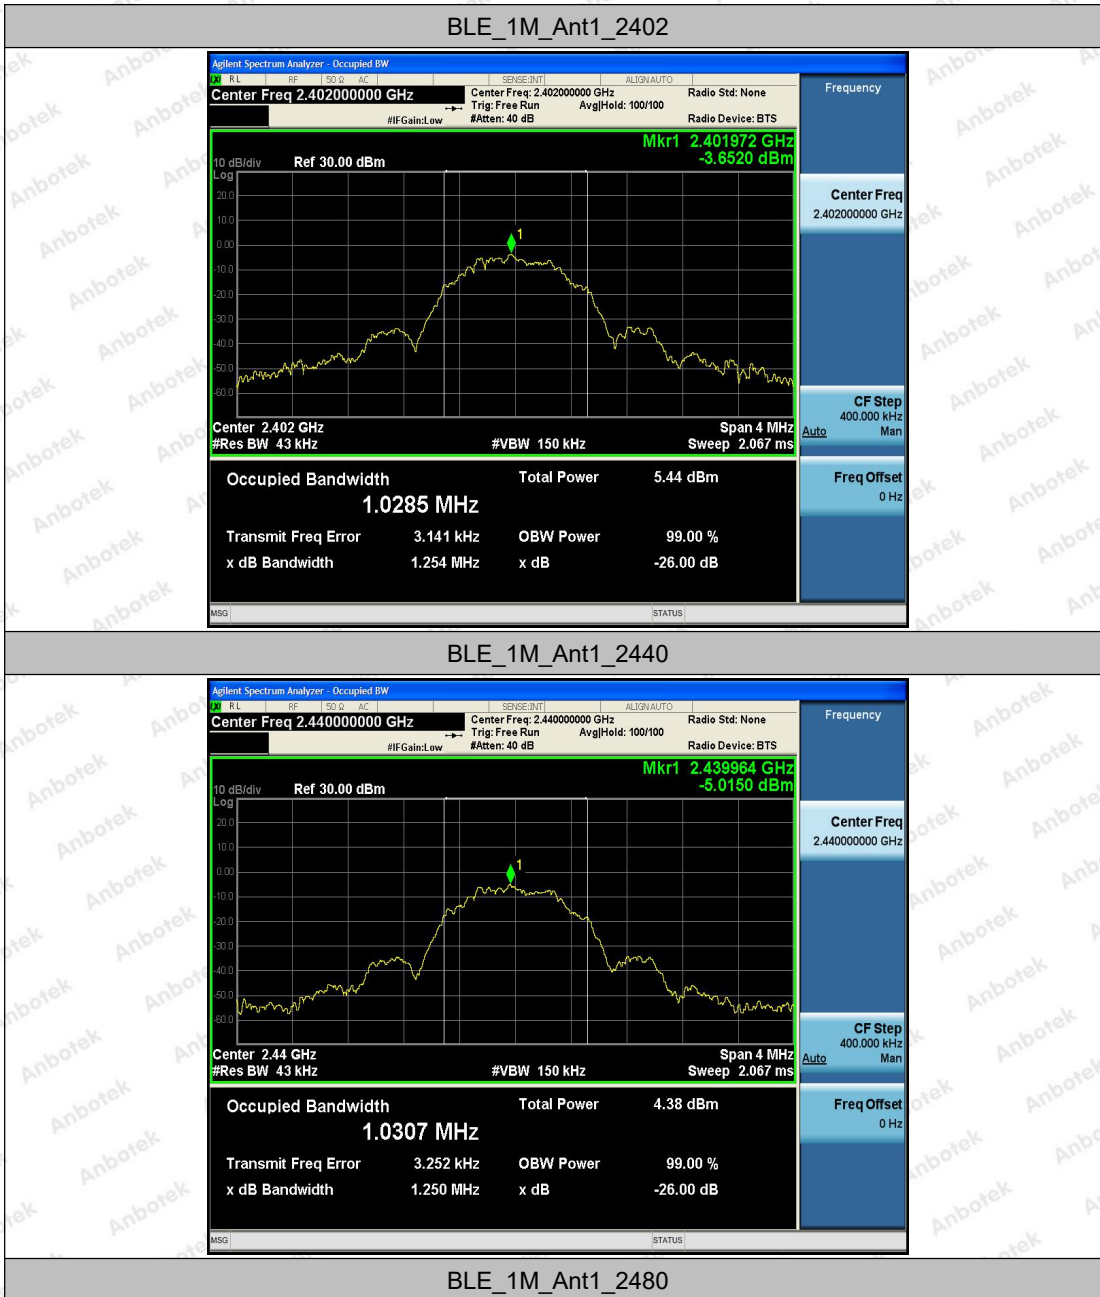 BLE_1M_Ant1_2402
Agilent Spectrum Analyzer - Occupied BW
LXI RL RF 50 Ω AC SENSE:INT ALIGNAUTO
Center Freq 2.402000000 GHz Center Freq: 2.402000000 GHz Radio Std: None Frequency
Trig: Free Run Avg|Hold: 100/100
#IFGain:Low #Atten: 40 dB Radio Device: BTS
Mkr1 2.401972 GHz
-3.6520 dBm
10 dB/div Ref 30.00 dBm
Log
20.0
10.0
0.00
-10.0
-20.0
-30.0
-40.0
-50.0
-60.0
1
Center Freq
2.402000000 GHz
CF Step
400.000 kHz
Auto Man
Center 2.402 GHz Span 4 MHz
#Res BW 43 kHz #VBW 150 kHz Sweep 2.067 ms
Freq Offset
0 Hz
Occupied Bandwidth Total Power 5.44 dBm
1.0285 MHz
Transmit Freq Error 3.141 kHz OBW Power 99.00 %
x dB Bandwidth 1.254 MHz x dB -26.00 dB
MSG STATUS
BLE_1M_Ant1_2440
Agilent Spectrum Analyzer - Occupied BW
LXI RL RF 50 Ω AC SENSE:INT ALIGNAUTO
Center Freq 2.440000000 GHz Center Freq: 2.440000000 GHz Radio Std: None Frequency
Trig: Free Run Avg|Hold: 100/100
#IFGain:Low #Atten: 40 dB Radio Device: BTS
Mkr1 2.439964 GHz
-5.0150 dBm
10 dB/div Ref 30.00 dBm
Log
20.0
10.0
0.00
-10.0
-20.0
-30.0
-40.0
-50.0
-60.0
1
Center Freq
2.440000000 GHz
CF Step
400.000 kHz
Auto Man
Center 2.44 GHz Span 4 MHz
#Res BW 43 kHz #VBW 150 kHz Sweep 2.067 ms
Freq Offset
0 Hz
Occupied Bandwidth Total Power 4.38 dBm
1.0307 MHz
Transmit Freq Error 3.252 kHz OBW Power 99.00 %
x dB Bandwidth 1.250 MHz x dB -26.00 dB
MSG STATUS
BLE_1M_Ant1_2480
Anbotek